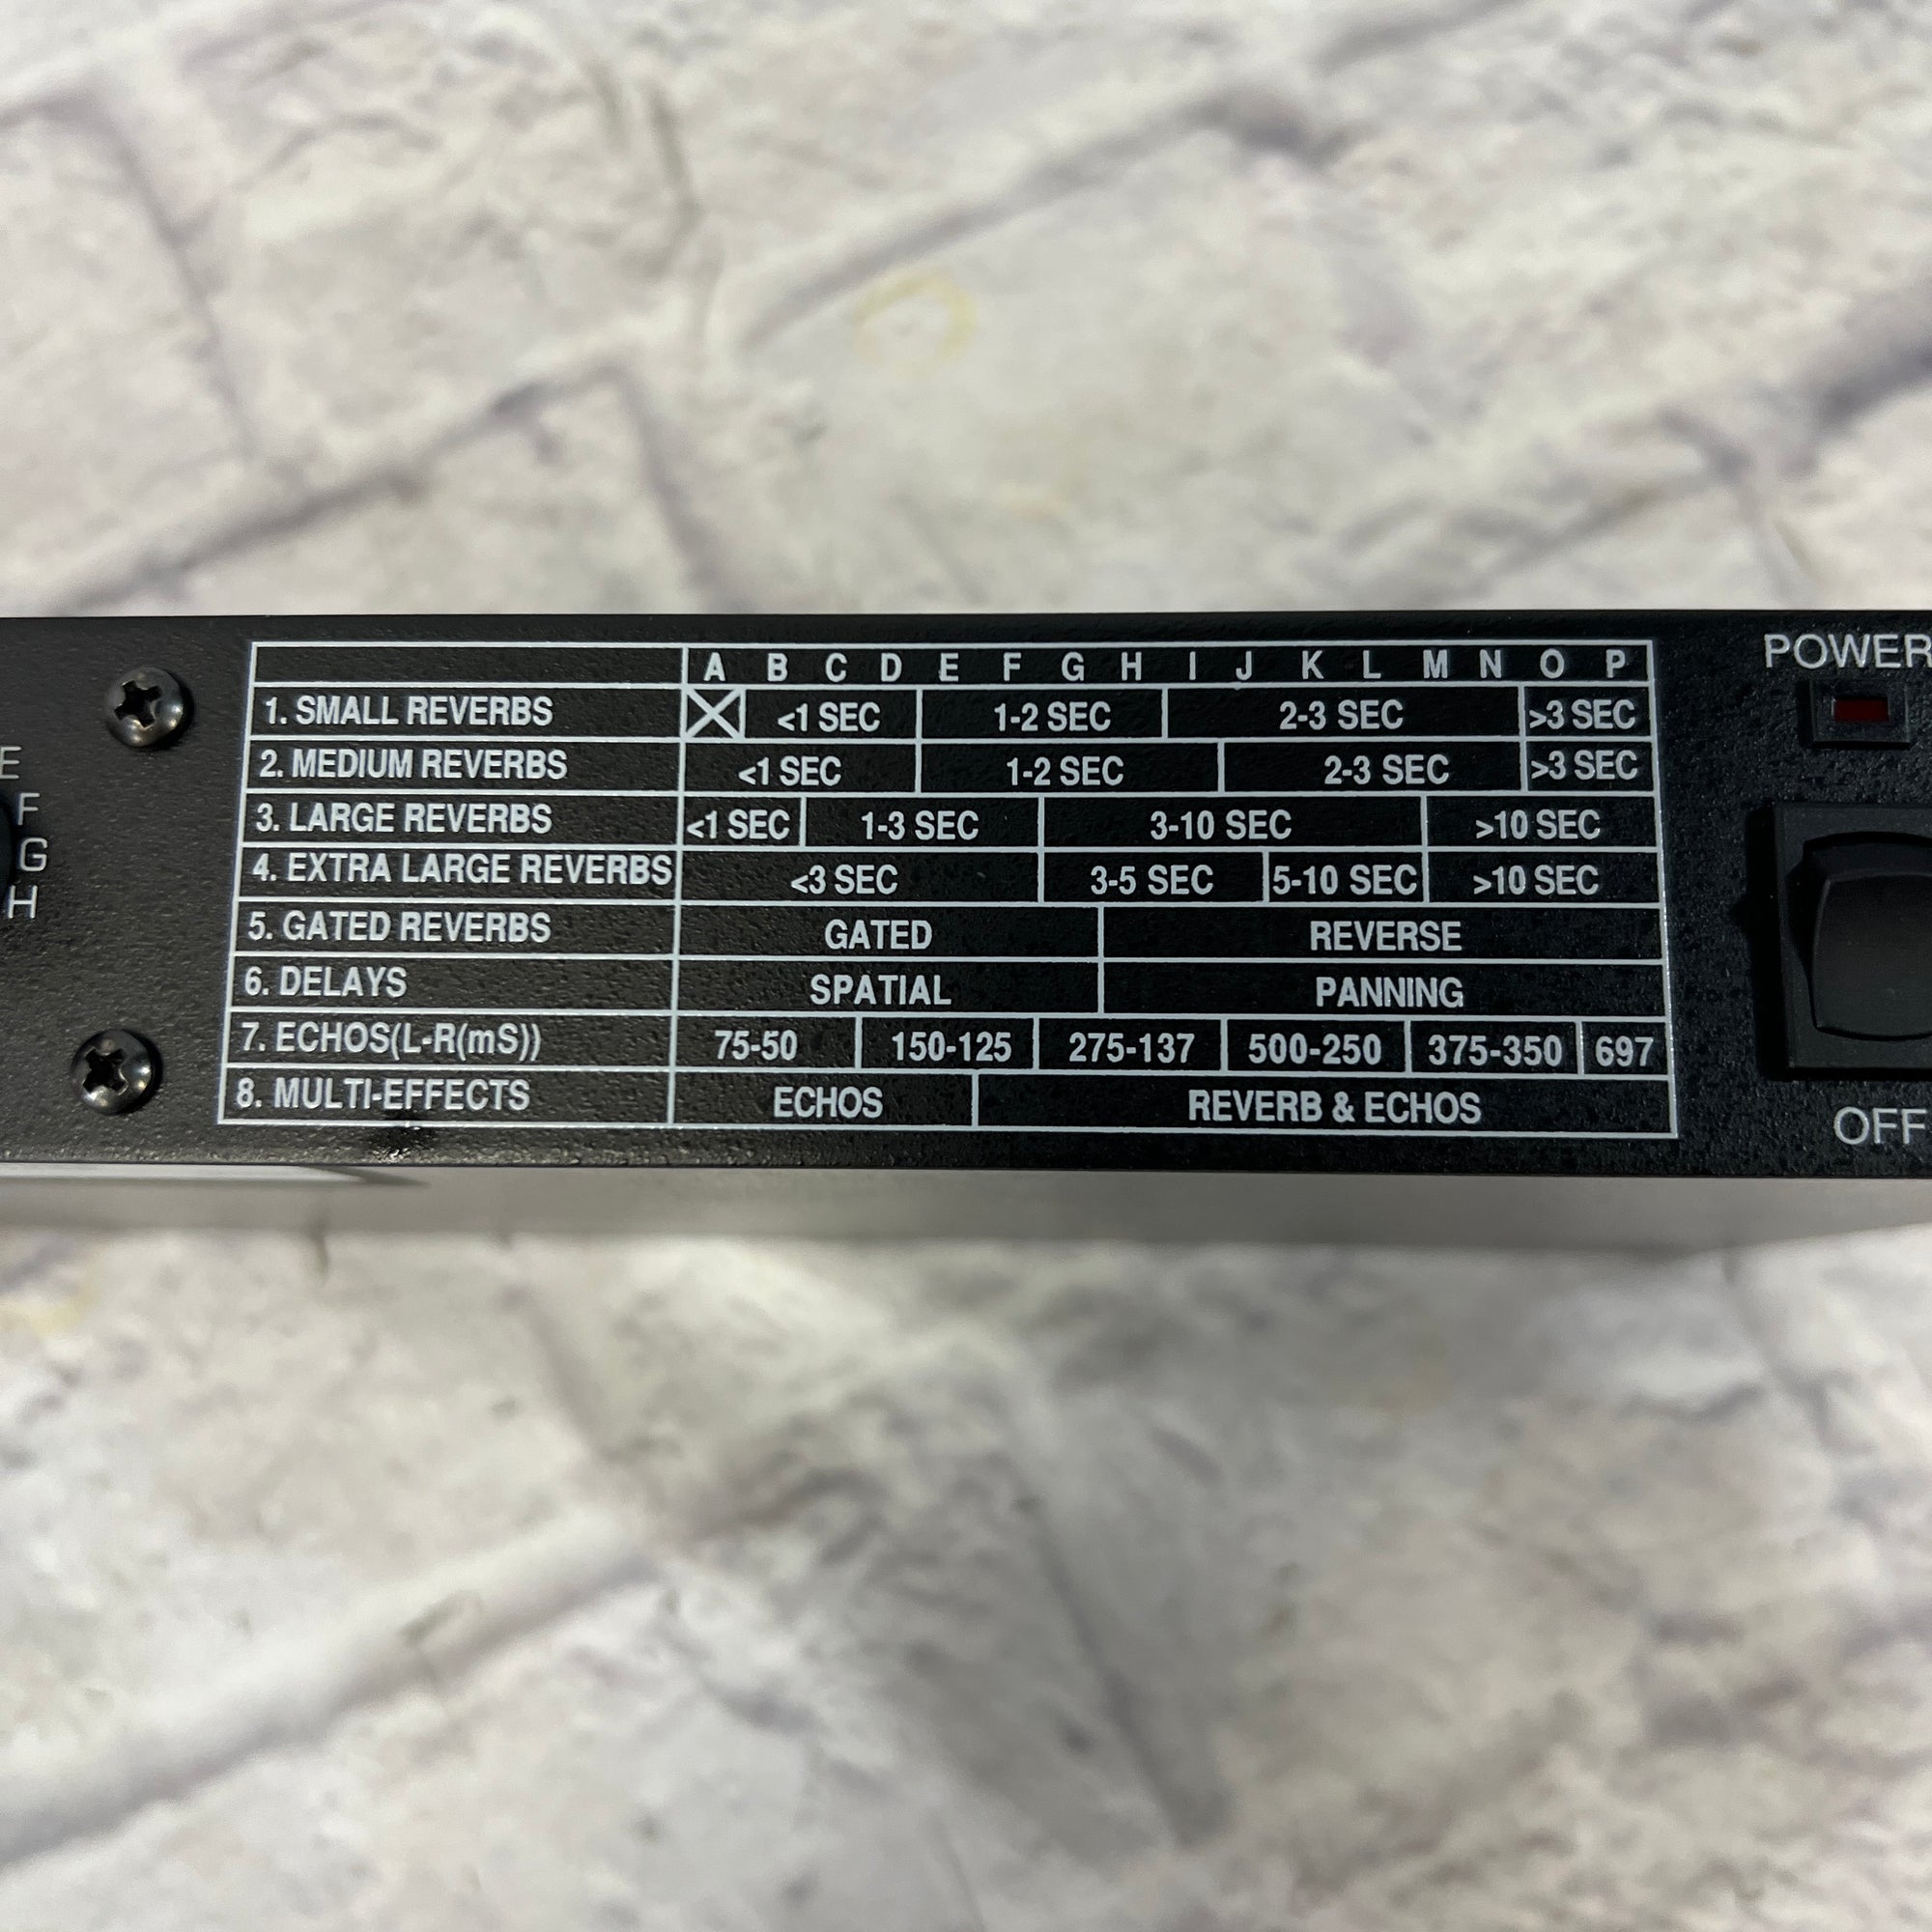 A B C D E F G H I J K L M N O P
1. SMALL REVERBS <1 SEC 1-2 SEC 2-3 SEC >3 SEC
2. MEDIUM REVERBS <1 SEC 1-2 SEC 2-3 SEC >3 SEC
3. LARGE REVERBS <1 SEC 1-3 SEC 3-10 SEC >10 SEC
4. EXTRA LARGE REVERBS <3 SEC 3-5 SEC 5-10 SEC >10 SEC
5. GATED REVERBS GATED REVERSE
6. DELAYS SPATIAL PANNING
7. ECHOS(L-R(mS)) 75-50 150-125 275-137 500-250 375-350 697
8. MULTI-EFFECTS ECHOS REVERB & ECHOS
E
F
G
H
POWER
OFF